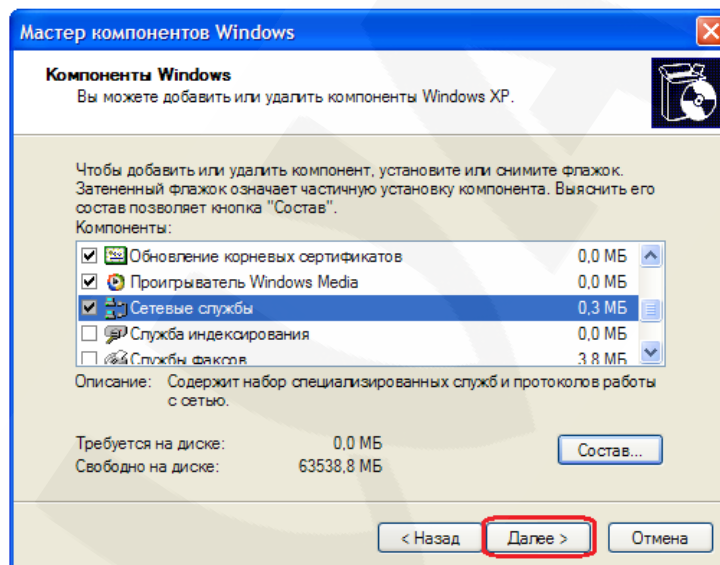 Мастер компонентов Windows
Компоненты Windows
Вы можете добавить или удалить компоненты Windows XP.
Чтобы добавить или удалить компонент, установите или снимите флажок.
Затененный флажок означает частичную установку компонента. Выяснить его
состав позволяет кнопка "Состав".
Компоненты:
Обновление корневых сертификатов 0,0 МБ
Проигрыватель Windows Media 0,0 МБ
Сетевые службы 0,3 МБ
Служба индексирования 0,0 МБ
Службы факсов 3,8 МБ
Описание: Содержит набор специализированных служб и протоколов работы
с сетью.
Требуется на диске: 0,0 МБ
Свободно на диске: 63538,8 МБ
Состав...
< Назад Далее > Отмена